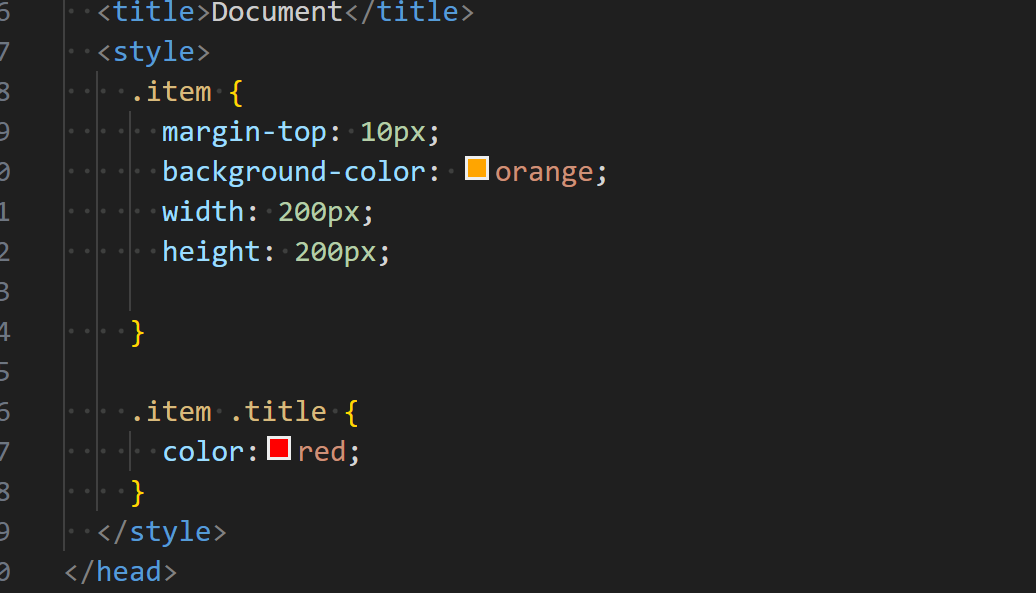 6 <title>Document</title>
7 <style>
8 .item {
9 margin-top: 10px;
0 background-color: orange;
1 width: 200px;
2 height: 200px;
3
4 }
5
6 .item .title {
7 color: red;
8 }
9 </style>
0 </head>